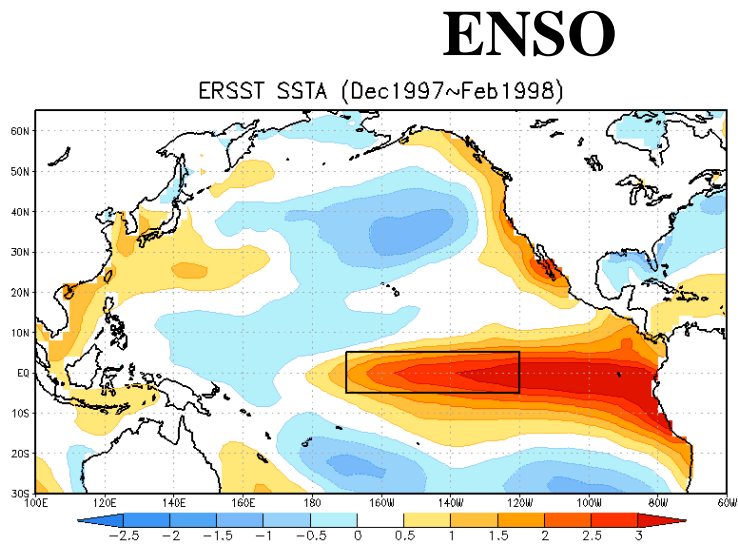 ENSO
ERSST SSTA (Dec1997~Feb1998)
60N
50N
40N
30N
20N
10N
EQ
10S
20S
30S
100E 120E 140E 160E 180 160W 140W 120W 100W 80W 60W
-2.5 -2 -1.5 -1 -0.5 0 0.5 1 1.5 2 2.5 3